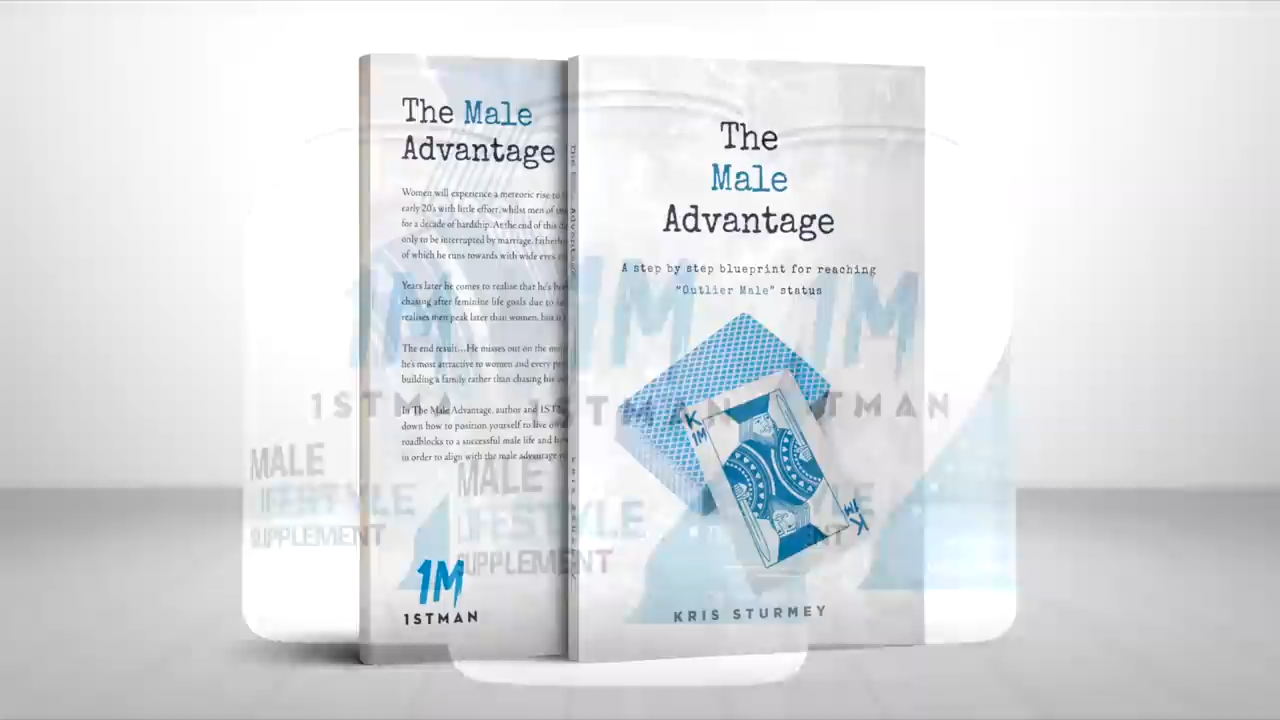 The Male
Advantage
Women will experience a meteoric rise to
early 20's with little effort, whilst men of
for a decade of hardship. At the end of this
only to be interrupted by marriage,
of which he runs towards with wide eyes
Years later he comes to realise that he's
chasing after feminine life goals due to
realises men peak later than women, but
The end result...He misses out on the
he's most attractive to women and every
building a family rather than chasing his
In The Male Advantage, author and
down how to position yourself to live
roadblocks to a successful male life and
in order to align with the male advantage
1M
1STMAN
The
Male
Advantage
A step by step blueprint for reaching
"Outlier Male" status
K
1M
K
1M
KRIS STURMEY
1M
1STMA
MALE
LIFESTYLE
SUPPLEMENT
1M
1STMAN
MALE
LIFESTYLE
SUPPLEMENT
1M
TMAN